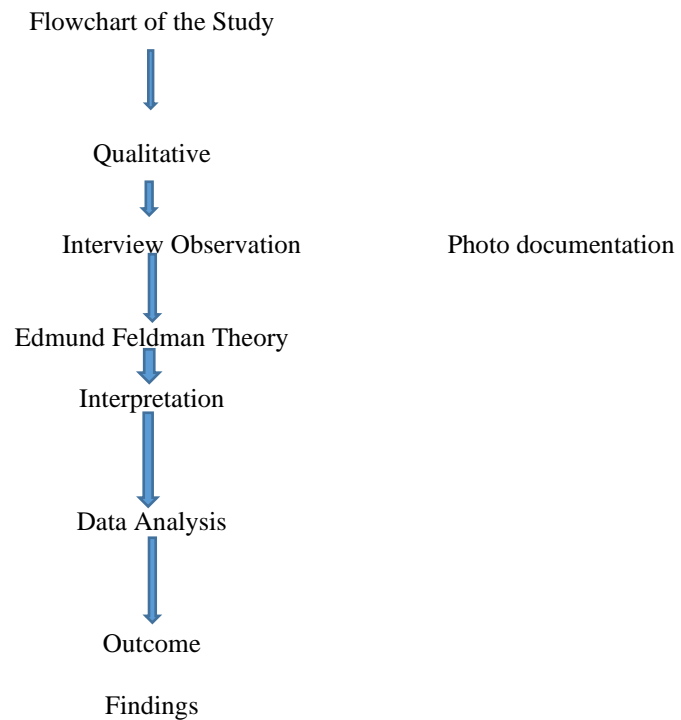 Flowchart of the Study
Qualitative
Interview Observation Photo documentation
Edmund Feldman Theory
Interpretation
Data Analysis
Outcome
Findings